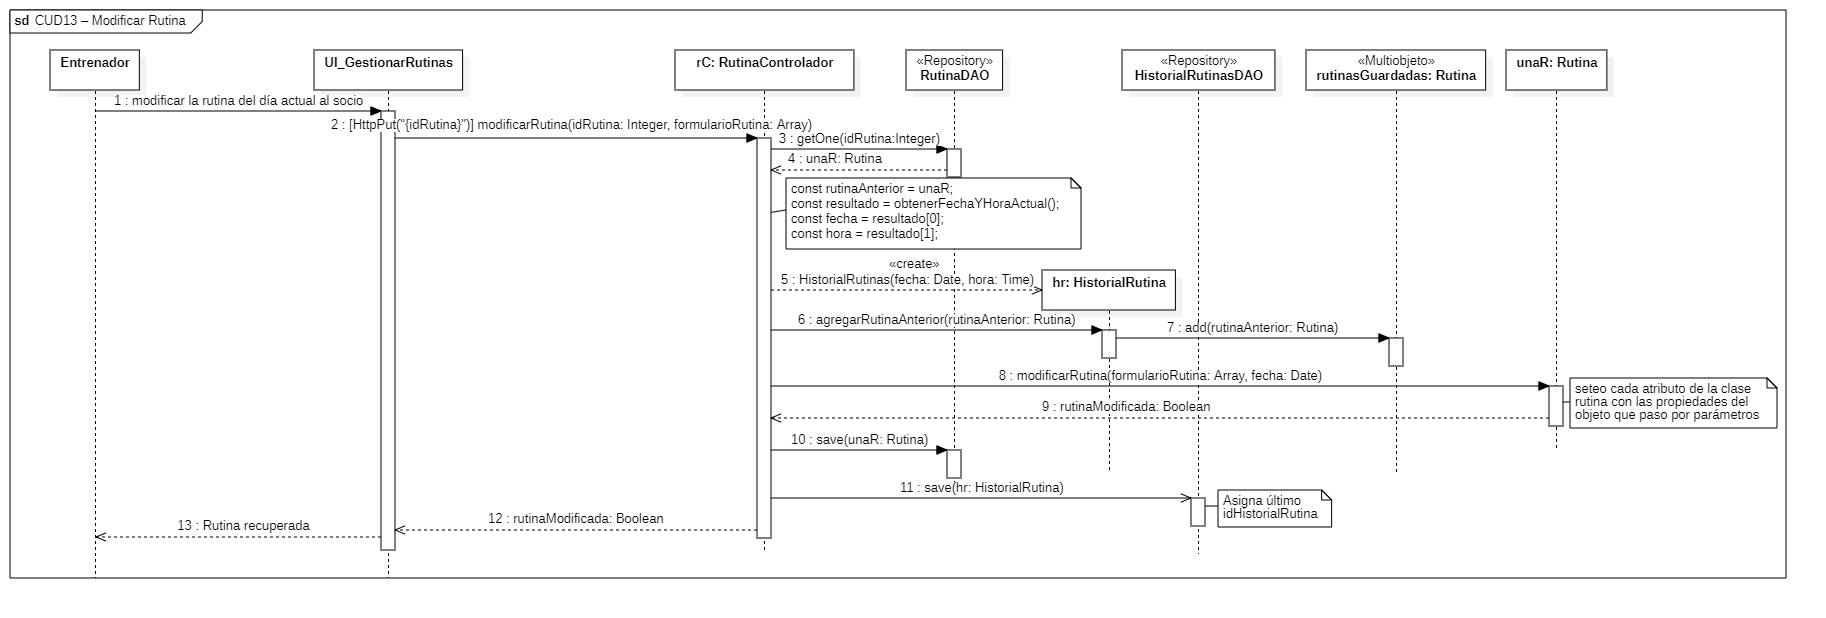 sd CUD13 – Modificar Rutina
Entrenador
UI_GestionarRutinas
rC: RutinaControlador
«Repository»
RutinaDAO
«Repository»
HistorialRutinasDAO
«Multiobjeto»
rutinasGuardadas: Rutina
unaR: Rutina
1 : modificar la rutina del día actual al socio
2 : [HttpPut("{idRutina}")] modificarRutina(idRutina: Integer, formularioRutina: Array)
3 : getOne(idRutina:Integer)
4 : unaR: Rutina
const rutinaAnterior = unaR;
const resultado = obtenerFechaYHoraActual();
const fecha = resultado[0];
const hora = resultado[1];
«create»
5 : HistorialRutinas(fecha: Date, hora: Time)
hr: HistorialRutina
6 : agregarRutinaAnterior(rutinaAnterior: Rutina)
7 : add(rutinaAnterior: Rutina)
8 : modificarRutina(formularioRutina: Array, fecha: Date)
seteo cada atributo de la clase
rutina con las propiedades del
objeto que paso por parámetros
9 : rutinaModificada: Boolean
10 : save(unaR: Rutina)
11 : save(hr: HistorialRutina)
Asigna último
idHistorialRutina
12 : rutinaModificada: Boolean
13 : Rutina recuperada